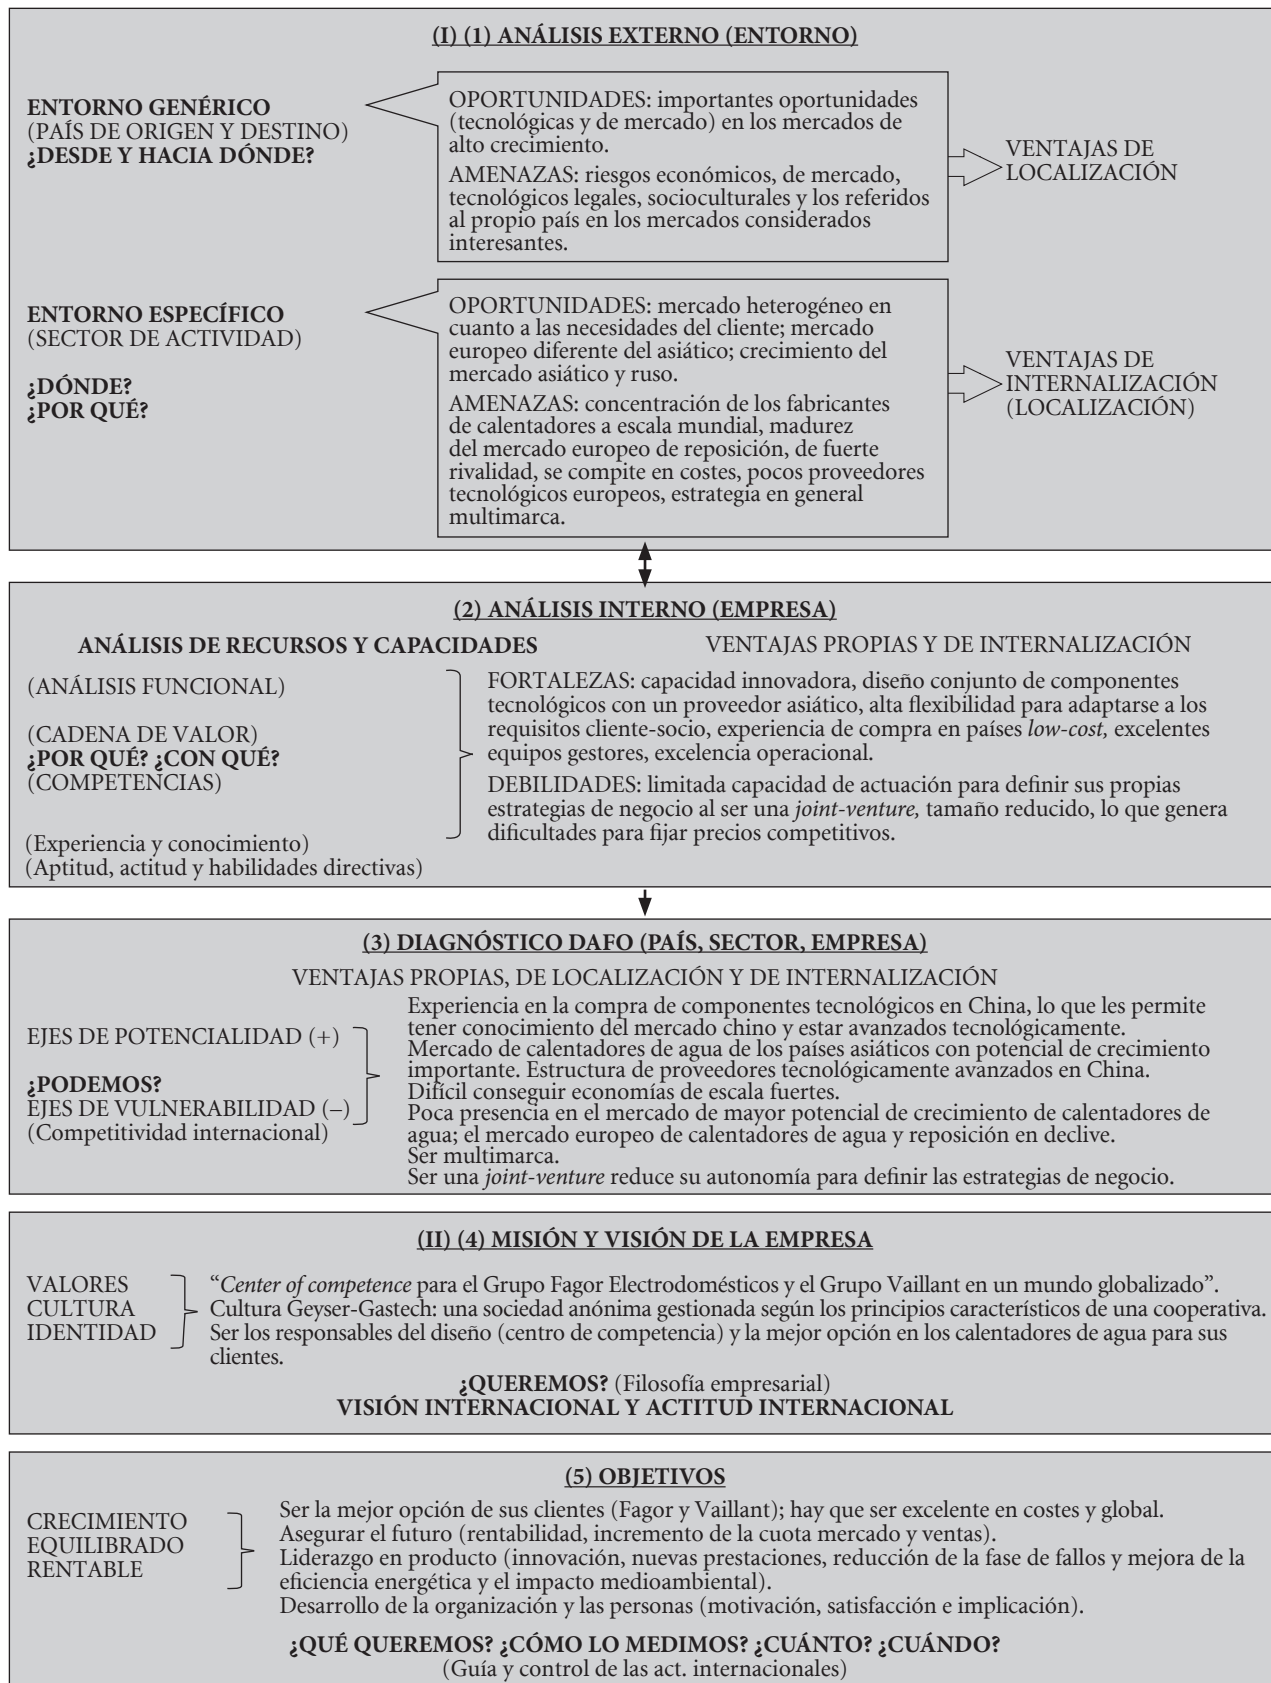 (I) (1) ANÁLISIS EXTERNO (ENTORNO)
ENTORNO GENÉRICO
(PAÍS DE ORIGEN Y DESTINO)
¿DESDE Y HACIA DÓNDE?
OPORTUNIDADES: importantes oportunidades
(tecnológicas y de mercado) en los mercados de
alto crecimiento.
AMENAZAS: riesgos económicos, de mercado,
tecnológicos legales, socioculturales y los referidos
al propio país en los mercados considerados
interesantes.
VENTAJAS DE
LOCALIZACIÓN
ENTORNO ESPECÍFICO
(SECTOR DE ACTIVIDAD)
¿DÓNDE?
¿POR QUÉ?
OPORTUNIDADES: mercado heterogéneo en
cuanto a las necesidades del cliente; mercado
europeo diferente del asiático; crecimiento del
mercado asiático y ruso.
AMENAZAS: concentración de los fabricantes
de calentadores a escala mundial, madurez
del mercado europeo de reposición, de fuerte
rivalidad, se compite en costes, pocos proveedores
tecnológicos europeos, estrategia en general
multimarca.
VENTAJAS DE
INTERNALIZACIÓN
(LOCALIZACIÓN)
(2) ANÁLISIS INTERNO (EMPRESA)
ANÁLISIS DE RECURSOS Y CAPACIDADES
VENTAJAS PROPIAS Y DE INTERNALIZACIÓN
(ANÁLISIS FUNCIONAL)
(CADENA DE VALOR)
¿POR QUÉ? ¿CON QUÉ?
(COMPETENCIAS)
(Experiencia y conocimiento)
(Aptitud, actitud y habilidades directivas)
FORTALEZAS: capacidad innovadora, diseño conjunto de componentes
tecnológicos con un proveedor asiático, alta flexibilidad para adaptarse a los
requisitos cliente-socio, experiencia de compra en países low-cost, excelentes
equipos gestores, excelencia operacional.
DEBILIDADES: limitada capacidad de actuación para definir sus propias
estrategias de negocio al ser una joint-venture, tamaño reducido, lo que genera
dificultades para fijar precios competitivos.
(3) DIAGNÓSTICO DAFO (PAÍS, SECTOR, EMPRESA)
VENTAJAS PROPIAS, DE LOCALIZACIÓN Y DE INTERNALIZACIÓN
EJES DE POTENCIALIDAD (+)
¿PODEMOS?
EJES DE VULNERABILIDAD (–)
(Competitividad internacional)
Experiencia en la compra de componentes tecnológicos en China, lo que les permite
tener conocimiento del mercado chino y estar avanzados tecnológicamente.
Mercado de calentadores de agua de los países asiáticos con potencial de crecimiento
importante. Estructura de proveedores tecnológicamente avanzados en China.
Difícil conseguir economías de escala fuertes.
Poca presencia en el mercado de mayor potencial de crecimiento de calentadores de
agua; el mercado europeo de calentadores de agua y reposición en declive.
Ser multimarca.
Ser una joint-venture reduce su autonomía para definir las estrategias de negocio.
(II) (4) MISIÓN Y VISIÓN DE LA EMPRESA
VALORES
CULTURA
IDENTIDAD
“Center of competence para el Grupo Fagor Electrodomésticos y el Grupo Vaillant en un mundo globalizado”.
Cultura Geyser-Gastech: una sociedad anónima gestionada según los principios característicos de una cooperativa.
Ser los responsables del diseño (centro de competencia) y la mejor opción en los calentadores de agua para sus
clientes.
¿QUEREMOS? (Filosofía empresarial)
VISIÓN INTERNACIONAL Y ACTITUD INTERNACIONAL
(5) OBJETIVOS
CRECIMIENTO
EQUILIBRADO
RENTABLE
Ser la mejor opción de sus clientes (Fagor y Vaillant); hay que ser excelente en costes y global.
Asegurar el futuro (rentabilidad, incremento de la cuota mercado y ventas).
Liderazgo en producto (innovación, nuevas prestaciones, reducción de la fase de fallos y mejora de la
eficiencia energética y el impacto medioambiental).
Desarrollo de la organización y las personas (motivación, satisfacción e implicación).
¿QUÉ QUEREMOS? ¿CÓMO LO MEDIMOS? ¿CUÁNTO? ¿CUÁNDO?
(Guía y control de las act. internacionales)